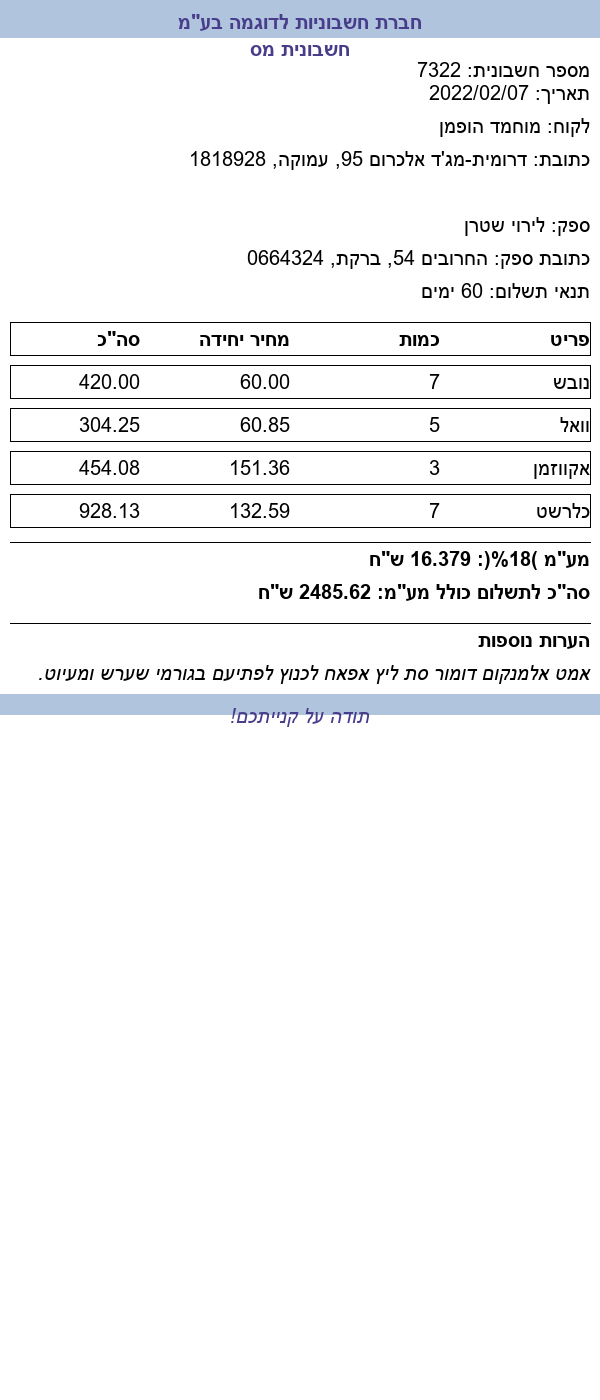 חברת חשבוניות לדוגמה בע"מ
חשבונית מס
מספר חשבונית: 7322
תאריך: 2022/02/07
לקוח: מוחמד הופמן
כתובת: דרומית-מג'ד אלכרום 95, עמוקה, 1818928
ספק: לירוי שטרן
כתובת ספק: החרובים 54, ברקת, 0664324
תנאי תשלום: 60 ימים
פריט כמות מחיר יחידה סה"כ
נובש 7 60.00 420.00
וואל 5 60.85 304.25
אקווזמן 3 151.36 454.08
כלרשט 7 132.59 928.13
מע"מ )18%(: 16.379 ש"ח
סה"כ לתשלום כולל מע"מ: 2485.62 ש"ח
הערות נוספות
אמט אלמנקום דומור סת ליץ אפאח לכנוץ לפתיעם בגורמי שערש ומעיוט.
תודה על קנייתכם!